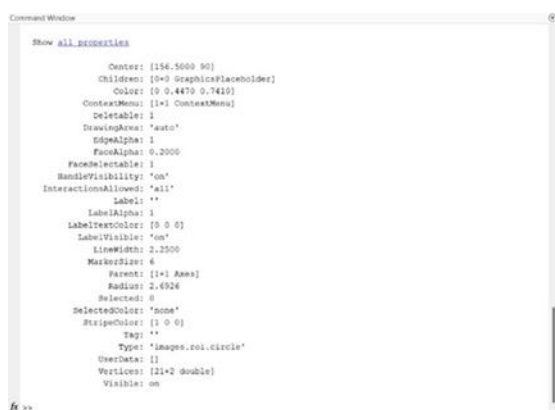 Command Window
Show all properties
Center: [156.5000 90]
Children: [0×0 GraphicsPlaceholder]
Color: [0 0.4470 0.7410]
ContextMenu: [1×1 ContextMenu]
Deletable: 1
DrawingArea: 'auto'
EdgeAlpha: 1
FaceAlpha: 0.2000
FaceSelectable: 1
HandleVisibility: 'on'
InteractionsAllowed: 'all'
Label: ''
LabelAlpha: 1
LabelTextColor: [0 0 0]
LabelVisible: 'on'
LineWidth: 2.2500
MarkerSize: 6
Parent: [1×1 Axes]
Radius: 2.6926
Selected: 0
SelectedColor: 'none'
StripeColor: [1 0 0]
Tag: ''
Type: 'images.roi.circle'
UserData: []
Vertices: [21×2 double]
Visible: on
fx >>